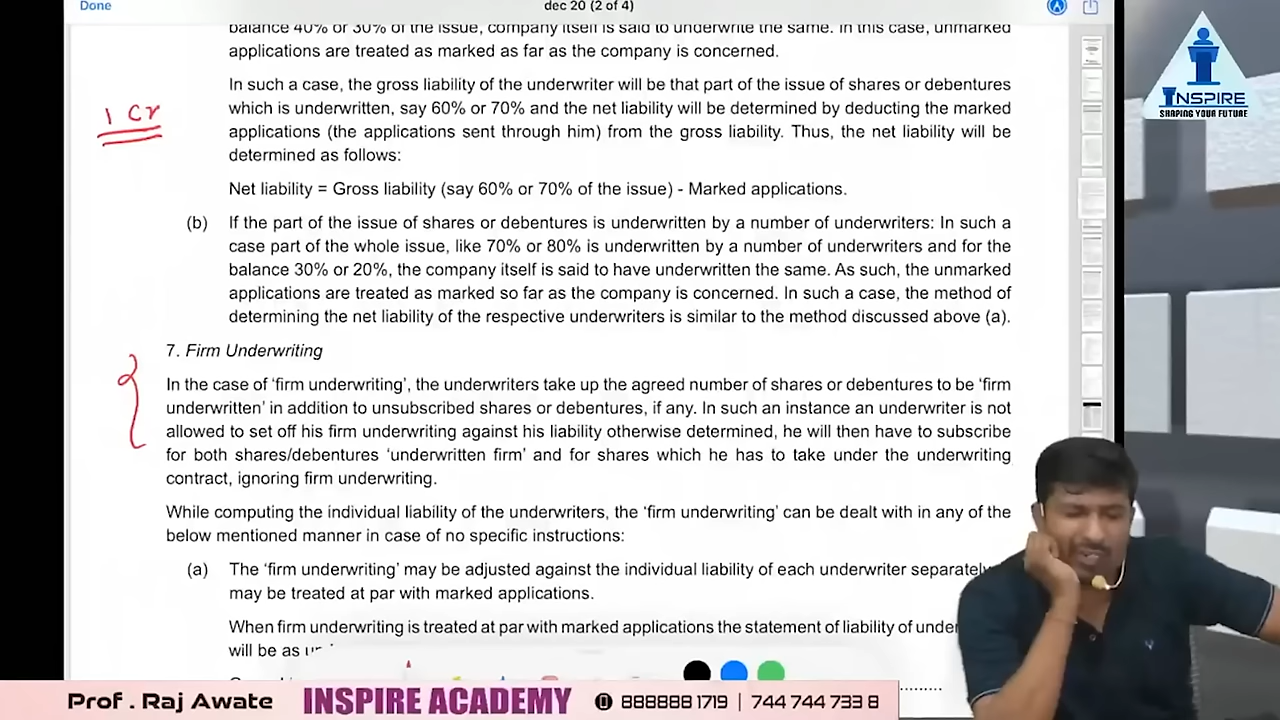 Done
dec 20 (2 of 4)
balance 40% or 30% of the issue, company itself is said to underwrite the same. In this case, unmarked
applications are treated as marked so far as the company is concerned.
In such a case, the gross liability of the underwriter will be that part of the issue of shares or debentures
which is underwritten, say 60% or 70% and the net liability will be determined by deducting the marked
applications (the applications sent through him) from the gross liability. Thus, the net liability will be
determined as follows:
1 Cr
Net liability = Gross liability (say 60% or 70% of the issue) - Marked applications.
(b) If the part of the issue of shares or debentures is underwritten by a number of underwriters: In such a
case part of the whole issue, like 70% or 80% is underwritten by a number of underwriters and for the
balance 30% or 20%, the company itself is said to have underwritten the same. As such, the unmarked
applications are treated as marked so far as the company is concerned. In such a case, the method of
determining the net liability of the respective underwriters is similar to the method discussed above (a).
7. Firm Underwriting
In the case of 'firm underwriting', the underwriters take up the agreed number of shares or debentures to be 'firm
underwritten' in addition to unsubscribed shares or debentures, if any. In such an instance an underwriter is not
allowed to set off his firm underwriting against his liability otherwise determined, he will then have to subscribe
for both shares/debentures 'underwritten firm' and for shares which he has to take under the underwriting
contract, ignoring firm underwriting.
While computing the individual liability of the underwriters, the 'firm underwriting' can be dealt with in any of the
below mentioned manner in case of no specific instructions:
(a) The 'firm underwriting' may be adjusted against the individual liability of each underwriter separately
may be treated at par with marked applications.
When firm underwriting is treated at par with marked applications the statement of liability of
will be as
INSPIRE
SHAPING YOUR FUTURE
Prof . Raj Awate INSPIRE ACADEMY 888888 1719 | 744 744 733 8